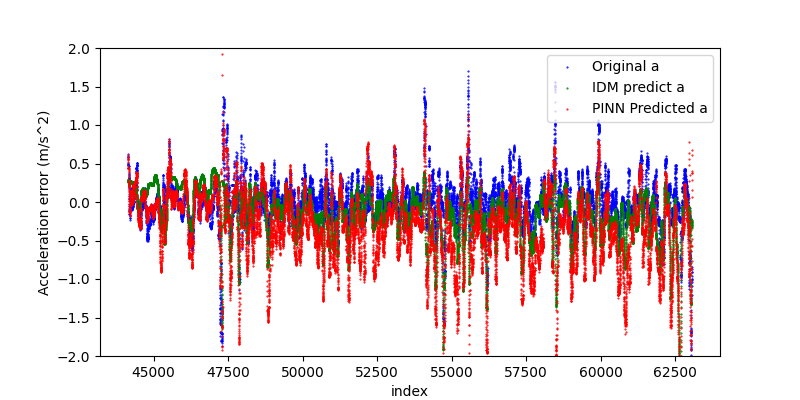 Original a
IDM predict a
PINN Predicted a
Acceleration error (m/s^2)
2.0
1.5
1.0
0.5
0.0
−0.5
−1.0
−1.5
−2.0
45000 47500 50000 52500 55000 57500 60000 62500
index